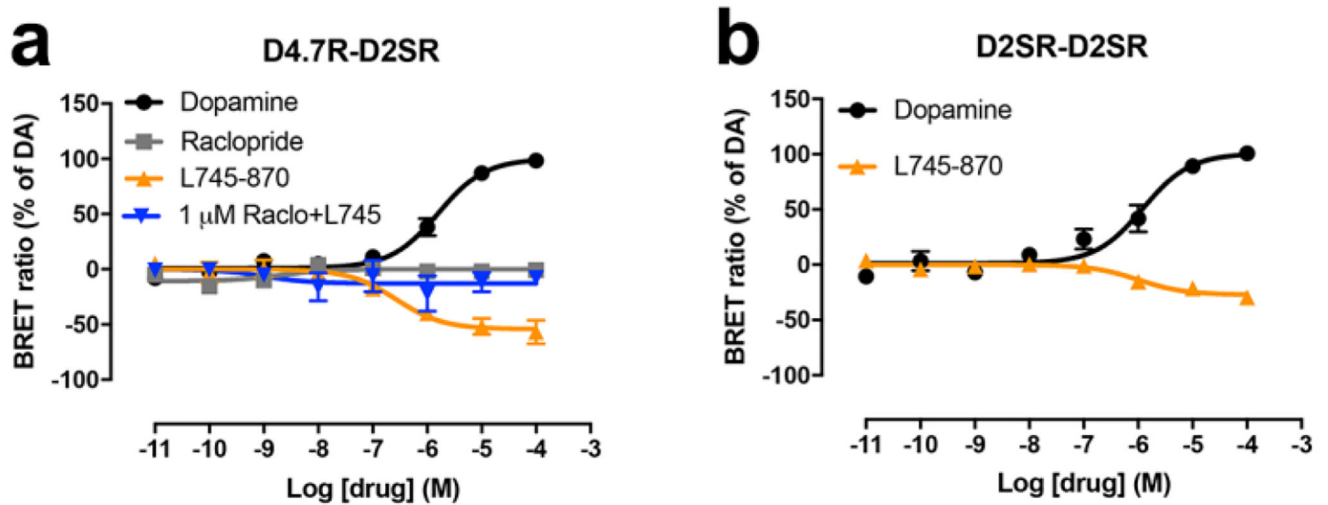 a
D4.7R-D2SR
BRET ratio (% of DA)
150
100
50
0
-50
-100
Dopamine
Raclopride
L745-870
1 μM Raclo+L745
-11 -10 -9 -8 -7 -6 -5 -4 -3
Log [drug] (M)
b
D2SR-D2SR
BRET ratio (% of DA)
150
100
50
0
-50
-100
Dopamine
L745-870
-11 -10 -9 -8 -7 -6 -5 -4 -3
Log [drug] (M)